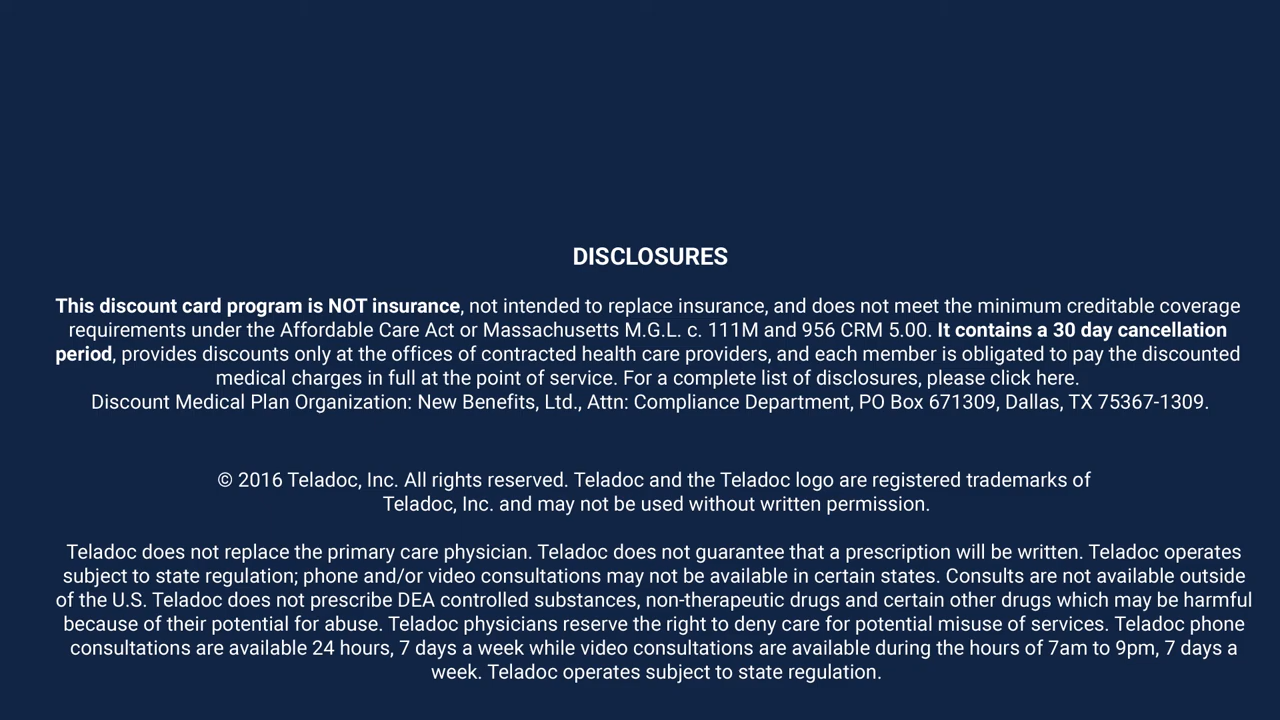 DISCLOSURES
This discount card program is NOT insurance, not intended to replace insurance, and does not meet the minimum creditable coverage
requirements under the Affordable Care Act or Massachusetts M.G.L. c. 111M and 956 CRM 5.00. It contains a 30 day cancellation
period, provides discounts only at the offices of contracted health care providers, and each member is obligated to pay the discounted
medical charges in full at the point of service. For a complete list of disclosures, please click here.
Discount Medical Plan Organization: New Benefits, Ltd., Attn: Compliance Department, PO Box 671309, Dallas, TX 75367-1309.
© 2016 Teladoc, Inc. All rights reserved. Teladoc and the Teladoc logo are registered trademarks of
Teladoc, Inc. and may not be used without written permission.
Teladoc does not replace the primary care physician. Teladoc does not guarantee that a prescription will be written. Teladoc operates
subject to state regulation; phone and/or video consultations may not be available in certain states. Consults are not available outside
of the U.S. Teladoc does not prescribe DEA controlled substances, non-therapeutic drugs and certain other drugs which may be harmful
because of their potential for abuse. Teladoc physicians reserve the right to deny care for potential misuse of services. Teladoc phone
consultations are available 24 hours, 7 days a week while video consultations are available during the hours of 7am to 9pm, 7 days a
week. Teladoc operates subject to state regulation.